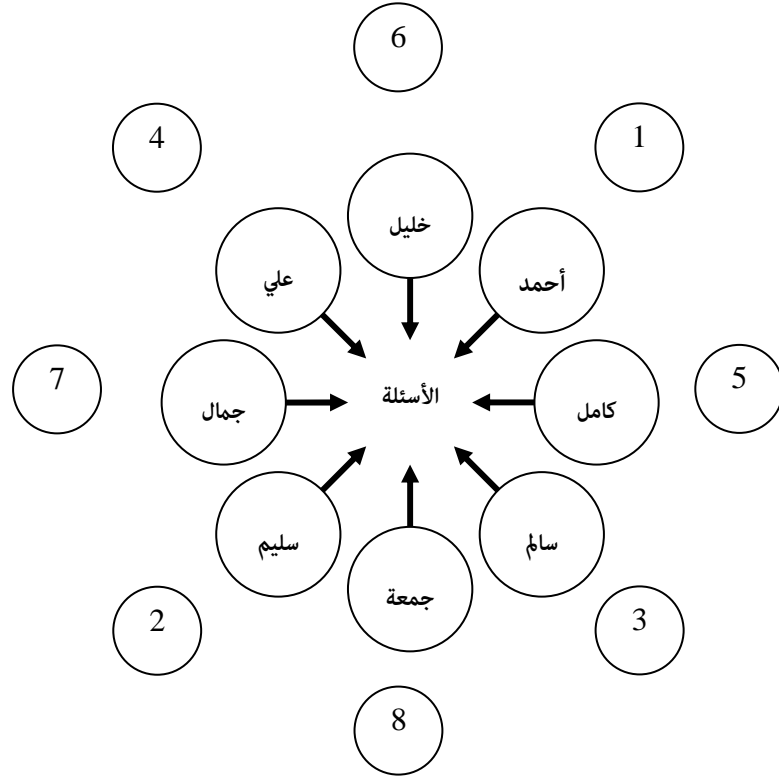 6
4
1
خليل
علي
أحمد
7
جمال
الأسئلة
كامل
5
سليم
سالم
جمعة
2
3
8